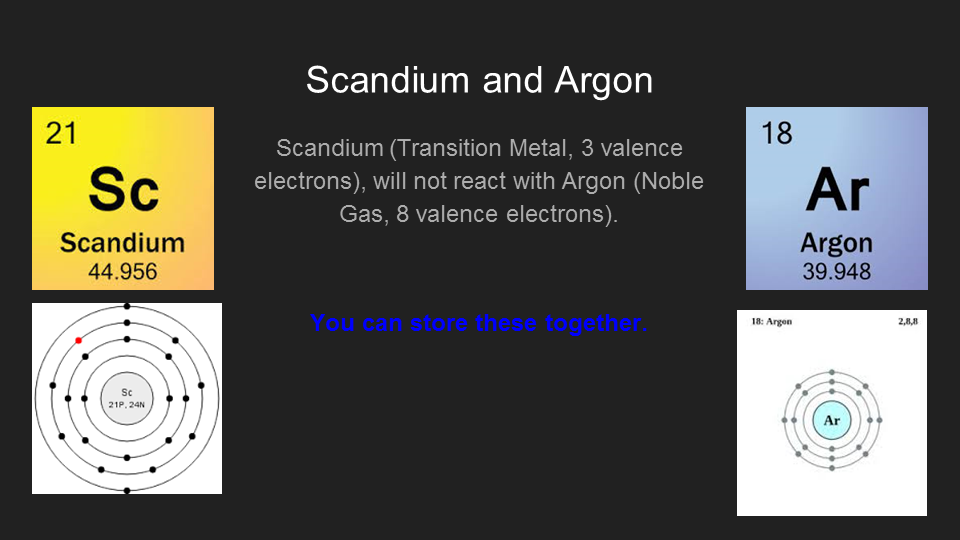 Scandium and Argon
21
Sc
Scandium
44.956
Scandium (Transition Metal, 3 valence
electrons), will not react with Argon (Noble
Gas, 8 valence electrons).
18
Ar
Argon
39.948
You can store these together.
Sc
21P, 24N
18: Argon 2,8,8
Ar